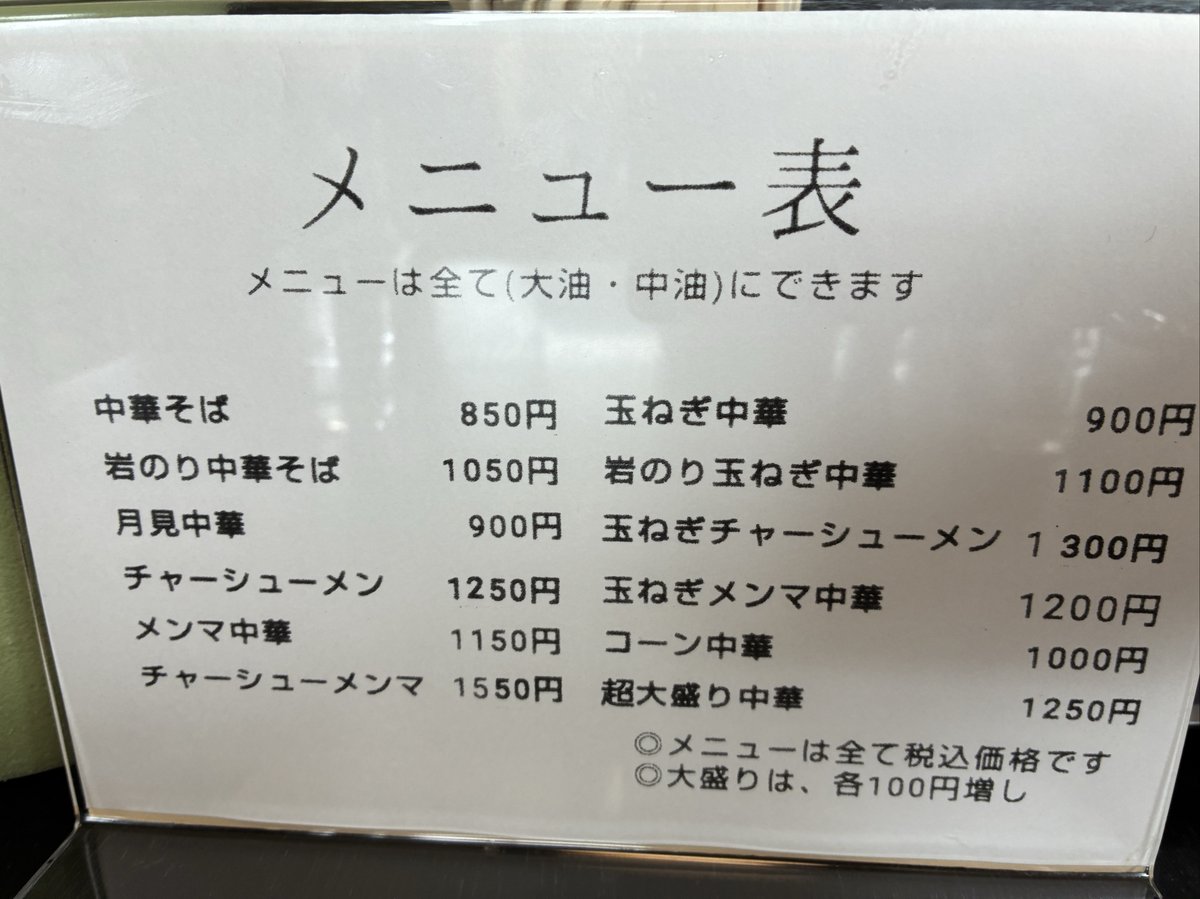 メニュー表
メニューは全て(大油・中油)にできます
中華そば 850円
岩のり中華そば 1050円
月見中華 900円
チャーシューメン 1250円
メンマ中華 1150円
チャーシューメンマ 1550円
玉ねぎ中華 900円
岩のり玉ねぎ中華 1100円
玉ねぎチャーシューメン 1300円
玉ねぎメンマ中華 1200円
コーン中華 1000円
超大盛り中華 1250円
◎メニューは全て税込価格です
◎大盛りは、各100円増し